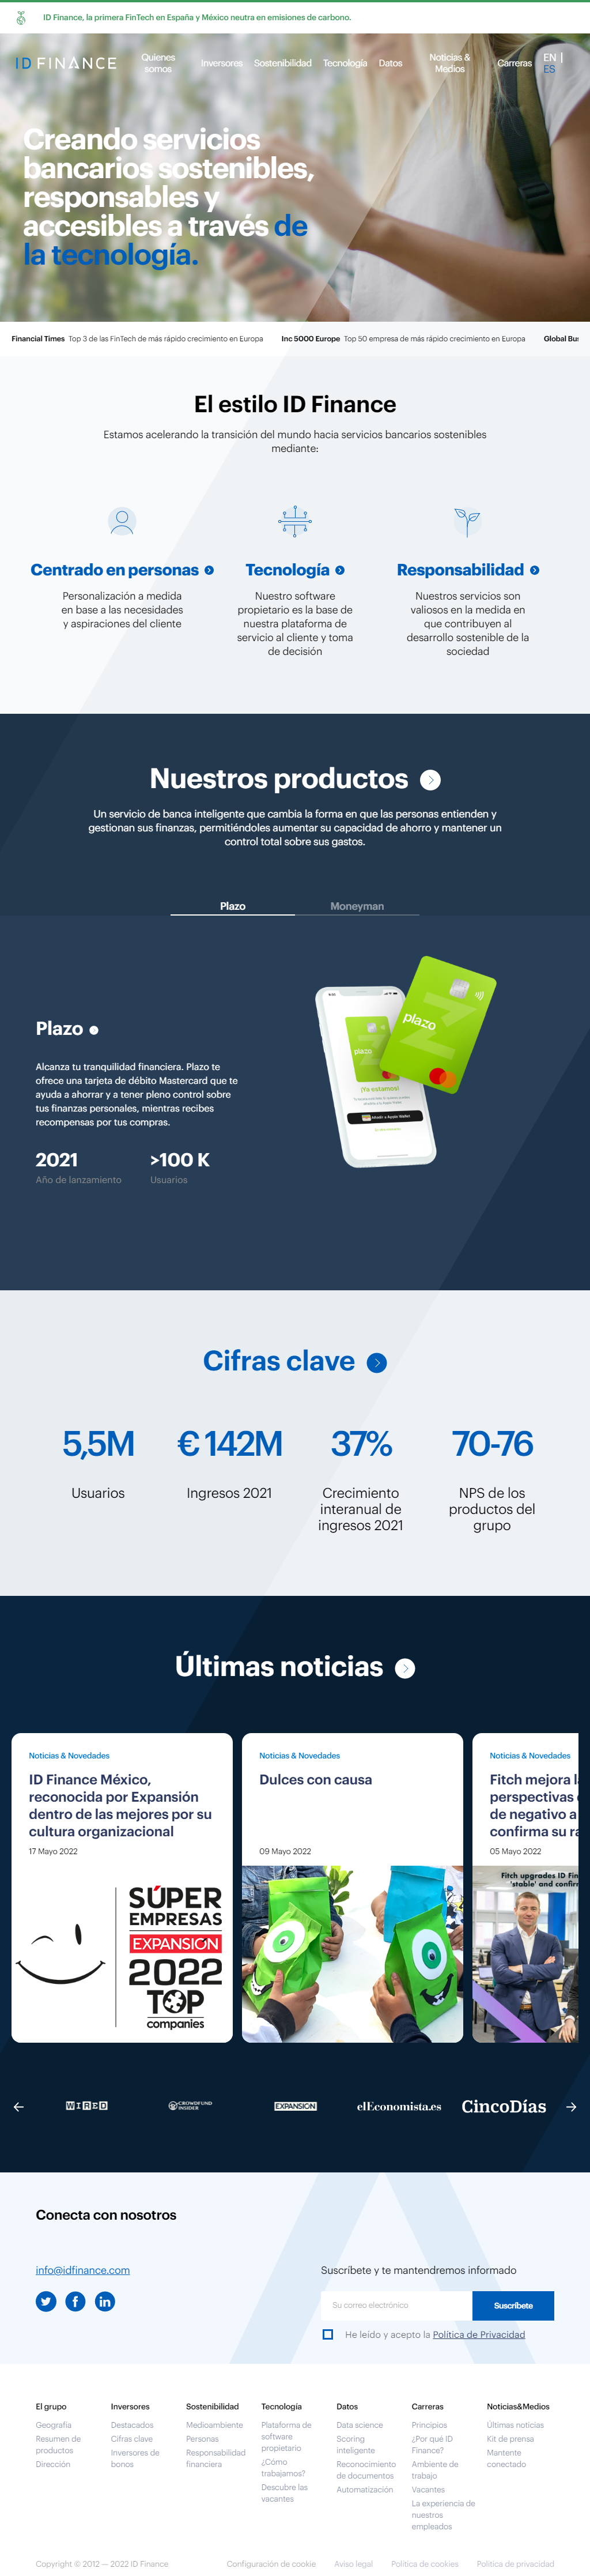 ID Finance, la primera FinTech en España y México neutra en emisiones de carbono.
ID FINANCE
Quienes somos
Inversores
Sostenibilidad
Tecnología
Datos
Noticias & Medios
Carreras
EN | ES
Creando servicios
bancarios sostenibles,
responsables y
accesibles a través de
la tecnología.
Financial Times Top 3 de las FinTech de más rápido crecimiento en Europa
Inc 5000 Europe Top 50 empresa de más rápido crecimiento en Europa
Global
El estilo ID Finance
Estamos acelerando la transición del mundo hacia servicios bancarios sostenibles
mediante:
Centrado en personas
Personalización a medida
en base a las necesidades
y aspiraciones del cliente
Tecnología
Nuestro software
propietario es la base de
nuestra plataforma de
servicio al cliente y toma
de decisión
Responsabilidad
Nuestros servicios son
valiosos en la medida en
que contribuyen al
desarrollo sostenible de la
sociedad
Nuestros productos
Un servicio de banca inteligente que cambia la forma en que las personas entienden y
gestionan sus finanzas, permitiéndoles aumentar su capacidad de ahorro y mantener un
control total sobre sus gastos.
Plazo
Moneyman
Plazo
Alcanza tu tranquilidad financiera. Plazo te
ofrece una tarjeta de débito Mastercard que te
ayuda a ahorrar y a tener pleno control sobre
tus finanzas personales, mientras recibes
recompensas por tus compras.
2021
Año de lanzamiento
>100 K
Usuarios
plazo
plazo
¡Ya estamos!
Añadir a Apple Wallet
Cifras clave
5,5M
Usuarios
€ 142M
Ingresos 2021
37%
Crecimiento
interanual de
ingresos 2021
70-76
NPS de los
productos del
grupo
Últimas noticias
Noticias & Novedades
ID Finance México,
reconocida por Expansión
dentro de las mejores por su
cultura organizacional
17 Mayo 2022
SÚPER
EMPRESAS
EXPANSIÓN
2022
TOP
companies
Noticias & Novedades
Dulces con causa
09 Mayo 2022
Noticias & Novedades
Fitch mejora
perspectivas
de negativo a
confirma su
05 Mayo 2022
Fitch upgrades ID
'stable' and
WIRED
CROWDFUND
INSIDER
EXPANSION
elEconomista.es
CincoDías
Conecta con nosotros
info@idfinance.com
Suscríbete y te mantendremos informado
Su correo electrónico
Suscríbete
He leído y acepto la Política de Privacidad
El grupo
Geografía
Resumen de
productos
Dirección
Inversores
Destacados
Cifras clave
Inversores de
bonos
Sostenibilidad
Medioambiente
Personas
Responsabilidad
financiera
Tecnología
Plataforma de
software
propietario
¿Cómo
trabajamos?
Descubre las
vacantes
Datos
Data science
Scoring
inteligente
Reconocimiento
de documentos
Automatización
Carreras
Principios
¿Por qué ID
Finance?
Ambiente de
trabajo
Vacantes
La experiencia de
nuestros
empleados
Noticias&Medios
Últimas noticias
Kit de prensa
Mantente
conectado
Copyright © 2012 — 2022 ID Finance
Configuración de cookie
Aviso legal
Política de cookies
Política de privacidad